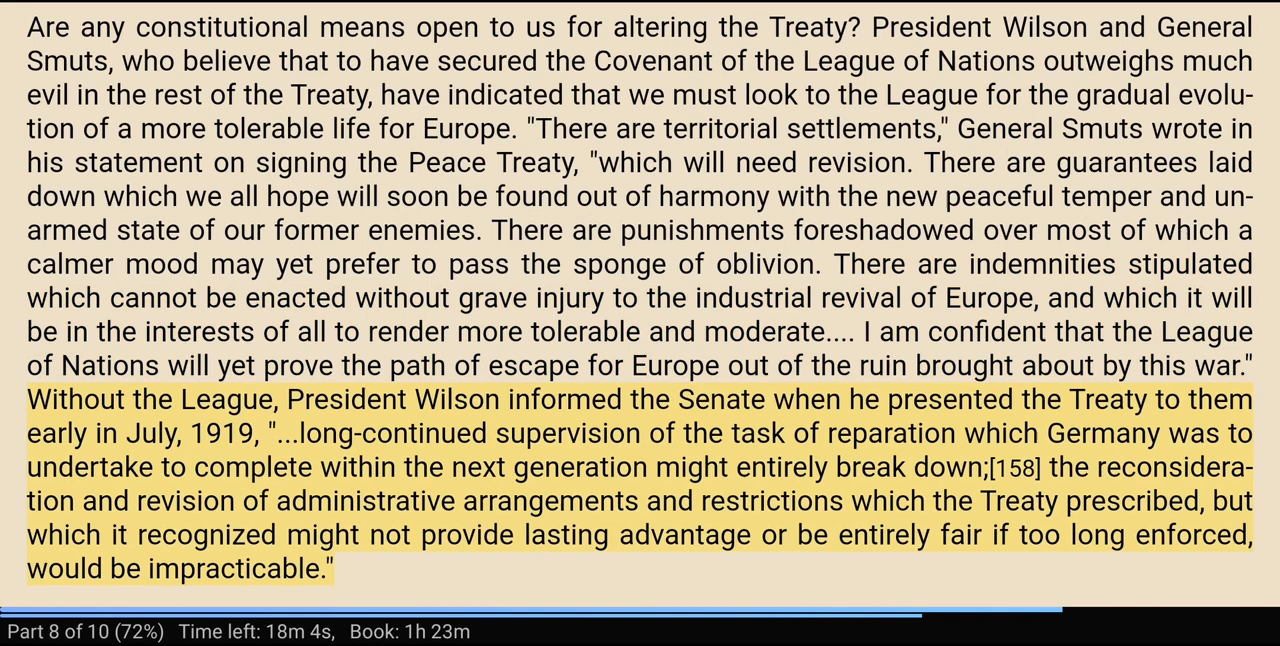 Are any constitutional means open to us for altering the Treaty? President Wilson and General
Smuts, who believe that to have secured the Covenant of the League of Nations outweighs much
evil in the rest of the Treaty, have indicated that we must look to the League for the gradual evolu-
tion of a more tolerable life for Europe. "There are territorial settlements," General Smuts wrote in
his statement on signing the Peace Treaty, "which will need revision. There are guarantees laid
down which we all hope will soon be found out of harmony with the new peaceful temper and un-
armed state of our former enemies. There are punishments foreshadowed over most of which a
calmer mood may yet prefer to pass the sponge of oblivion. There are indemnities stipulated
which cannot be enacted without grave injury to the industrial revival of Europe, and which it will
be in the interests of all to render more tolerable and moderate.... I am confident that the League
of Nations will yet prove the path of escape for Europe out of the ruin brought about by this war."
Without the League, President Wilson informed the Senate when he presented the Treaty to them
early in July, 1919, "...long-continued supervision of the task of reparation which Germany was to
undertake to complete within the next generation might entirely break down;[158] the reconsidera-
tion and revision of administrative arrangements and restrictions which the Treaty prescribed, but
which it recognized might not provide lasting advantage or be entirely fair if too long enforced,
would be impracticable."
Part 8 of 10 (72%) Time left: 18m 4s, Book: 1h 23m